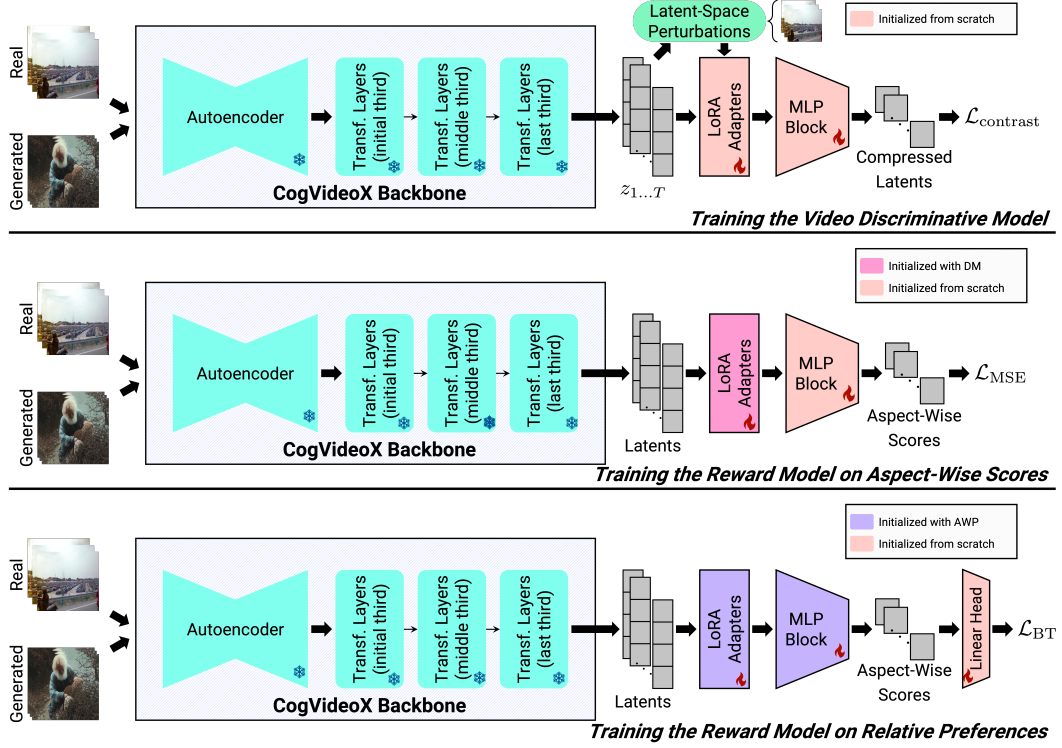 Latent-Space
Perturbations
Initialized from scratch
Real
Generated
Autoencoder
Transf. Layers
(initial third)
Transf. Layers
(middle third)
Transf. Layers
(last third)
CogVideoX Backbone
z_{1...T}
LoRA
Adapters
MLP
Block
Compressed
Latents
ℒ_contrast
Training the Video Discriminative Model
Initialized with DM
Initialized from scratch
Real
Generated
Autoencoder
Transf. Layers
(initial third)
Transf. Layers
(middle third)
Transf. Layers
(last third)
CogVideoX Backbone
Latents
LoRA
Adapters
MLP
Block
Aspect-Wise
Scores
ℒ_MSE
Training the Reward Model on Aspect-Wise Scores
Initialized with AWP
Initialized from scratch
Real
Generated
Autoencoder
Transf. Layers
(initial third)
Transf. Layers
(middle third)
Transf. Layers
(last third)
CogVideoX Backbone
Latents
LoRA
Adapters
MLP
Block
Aspect-Wise
Scores
Linear Head
ℒ_BT
Training the Reward Model on Relative Preferences